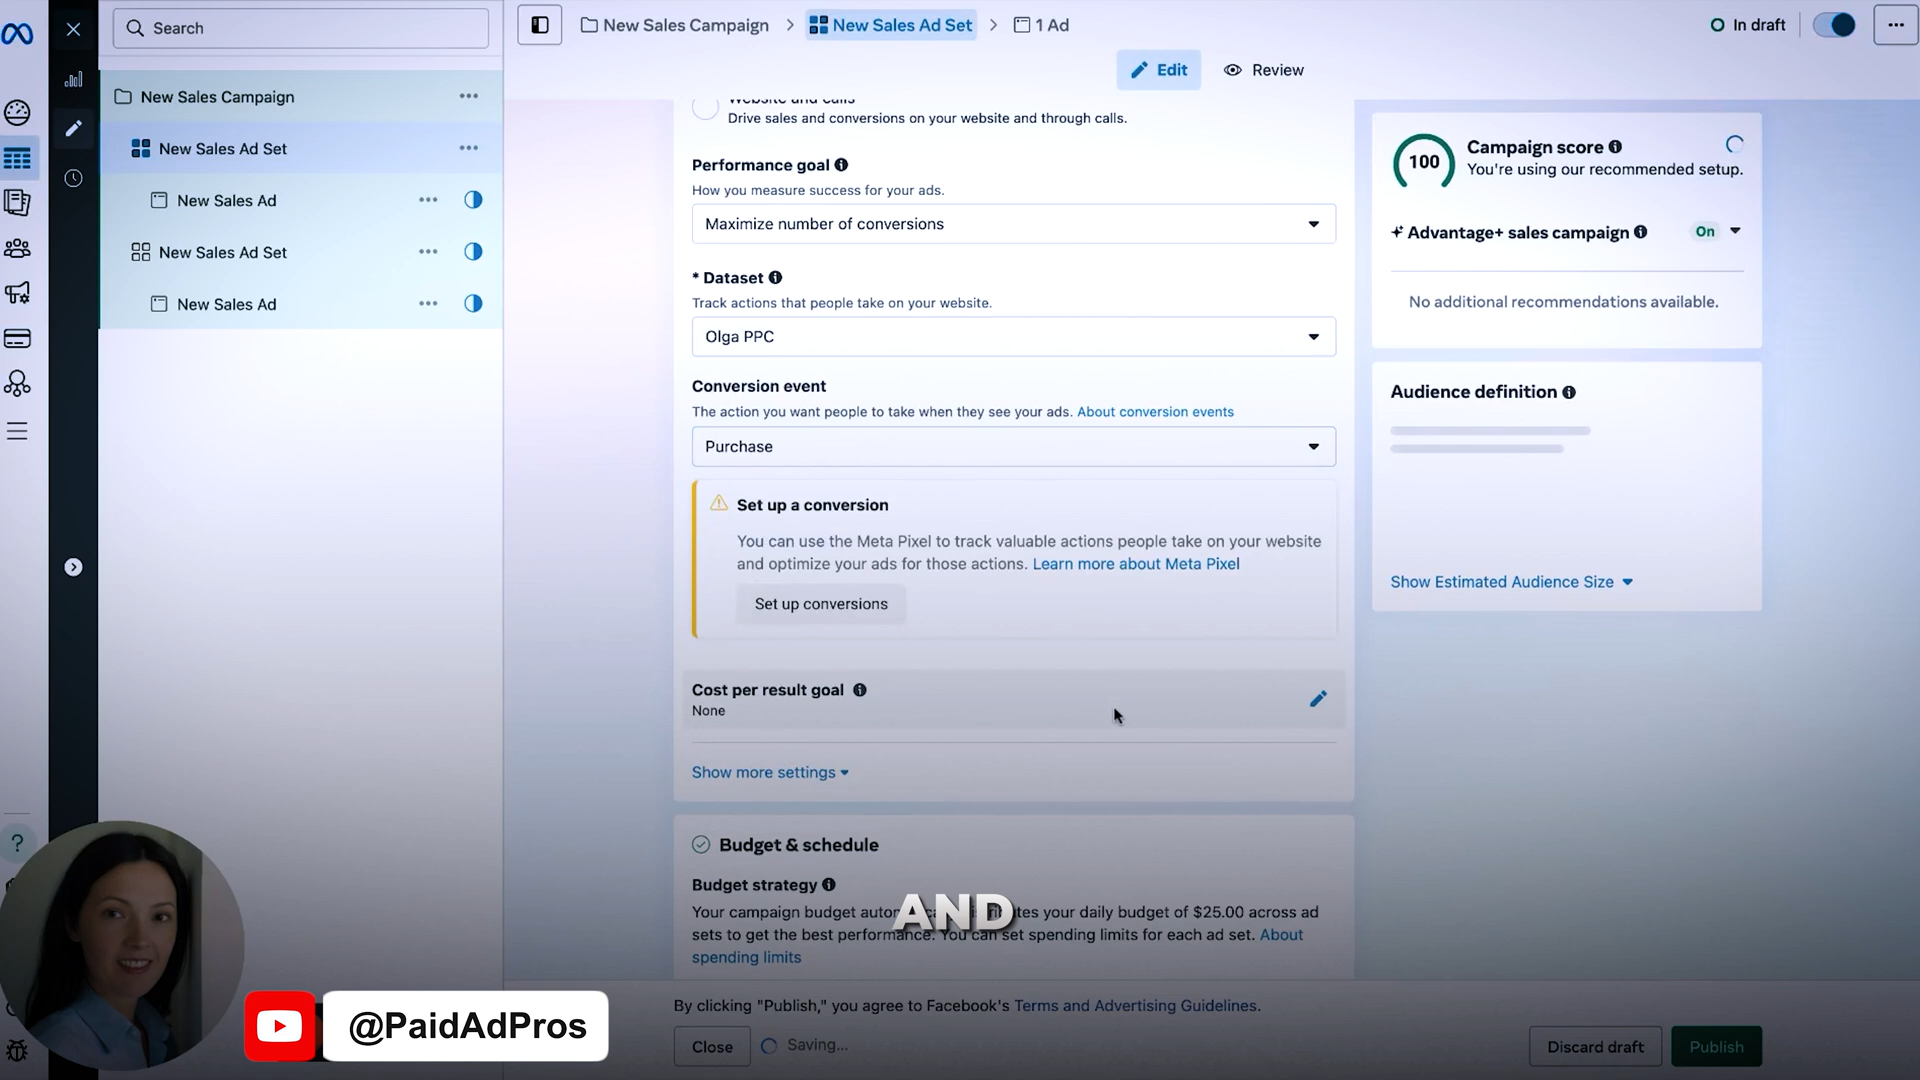 Search
New Sales Campaign
New Sales Ad Set
1 Ad
In draft
Edit
Review
New Sales Campaign
New Sales Ad Set
New Sales Ad
New Sales Ad Set
New Sales Ad
Website and calls
Drive sales and conversions on your website and through calls.
Performance goal
How you measure success for your ads.
Maximize number of conversions
* Dataset
Track actions that people take on your website.
Olga PPC
Conversion event
The action you want people to take when they see your ads. About conversion events
Purchase
Set up a conversion
You can use the Meta Pixel to track valuable actions people take on your website
and optimize your ads for those actions. Learn more about Meta Pixel
Set up conversions
Cost per result goal
None
Show more settings
Budget & schedule
Budget strategy
Your campaign budget your daily budget of $25.00 across ad
sets to get the best performance. You can set spending limits for each ad set. About
spending limits
AND
100
Campaign score
You're using our recommended setup.
Advantage+ sales campaign
On
No additional recommendations available.
Audience definition
Show Estimated Audience Size
By clicking "Publish," you agree to Facebook's Terms and Advertising Guidelines.
Close
Saving...
Discard draft
Publish
@PaidAdPros